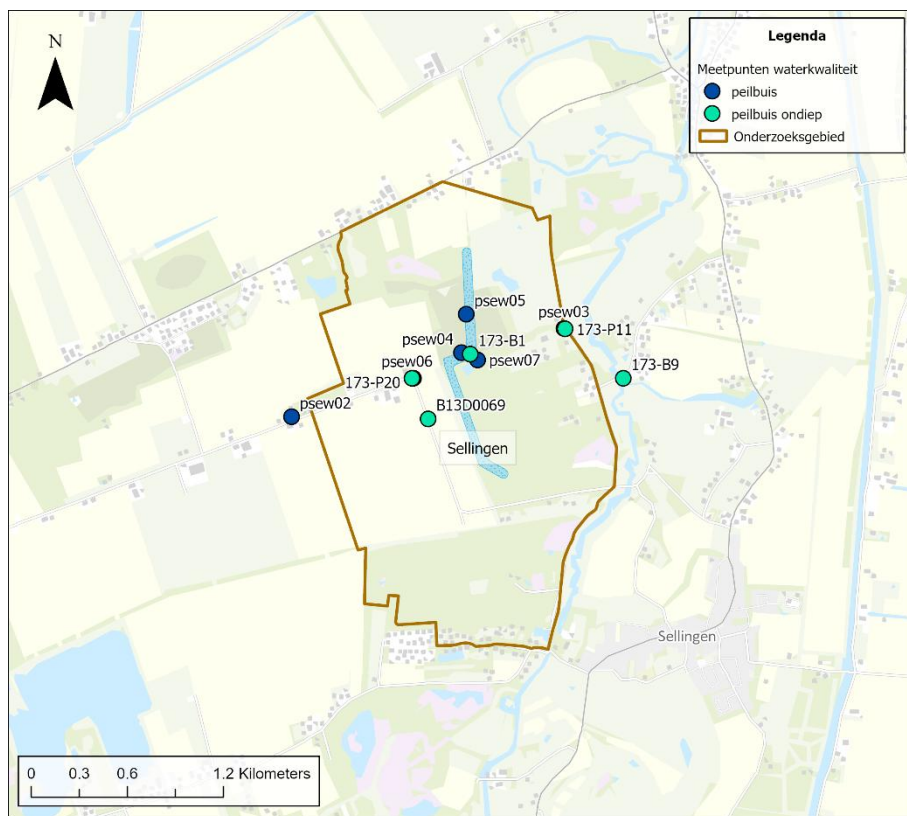 N
Legenda
Meetpunten waterkwaliteit
peilbuis
peilbuis ondiep
Onderzoeksgebied
psew05
psew03
173-P11
psew04
173-B1
psew07
psew06
173-P20
173-B9
psew02
B13D0069
Sellingen
Sellingen
0 0.3 0.6 1.2 Kilometers